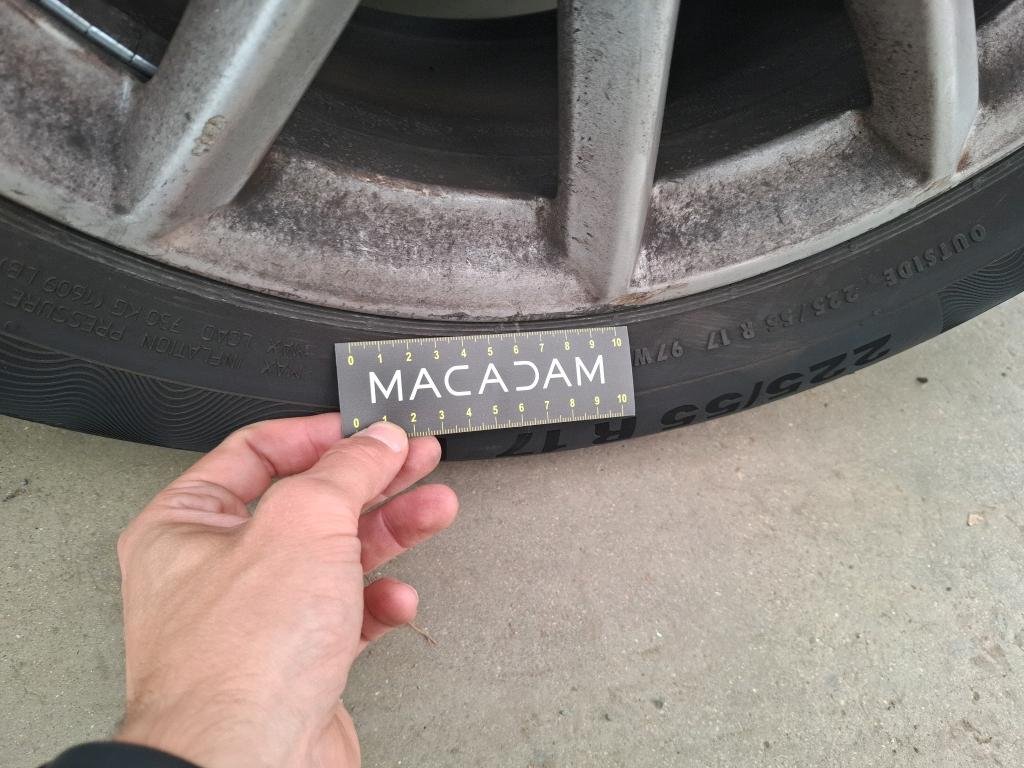 0 1 2 3 4 5 6 7 8 9 10
MACADAM
0 1 2 3 4 5 6 7 8 9 10
OUTSIDE - 225/55 R 17 97W
225/55 R 17
MAX LOAD 730 KG (1609 LB)
MAX INFLATION PRESSURE